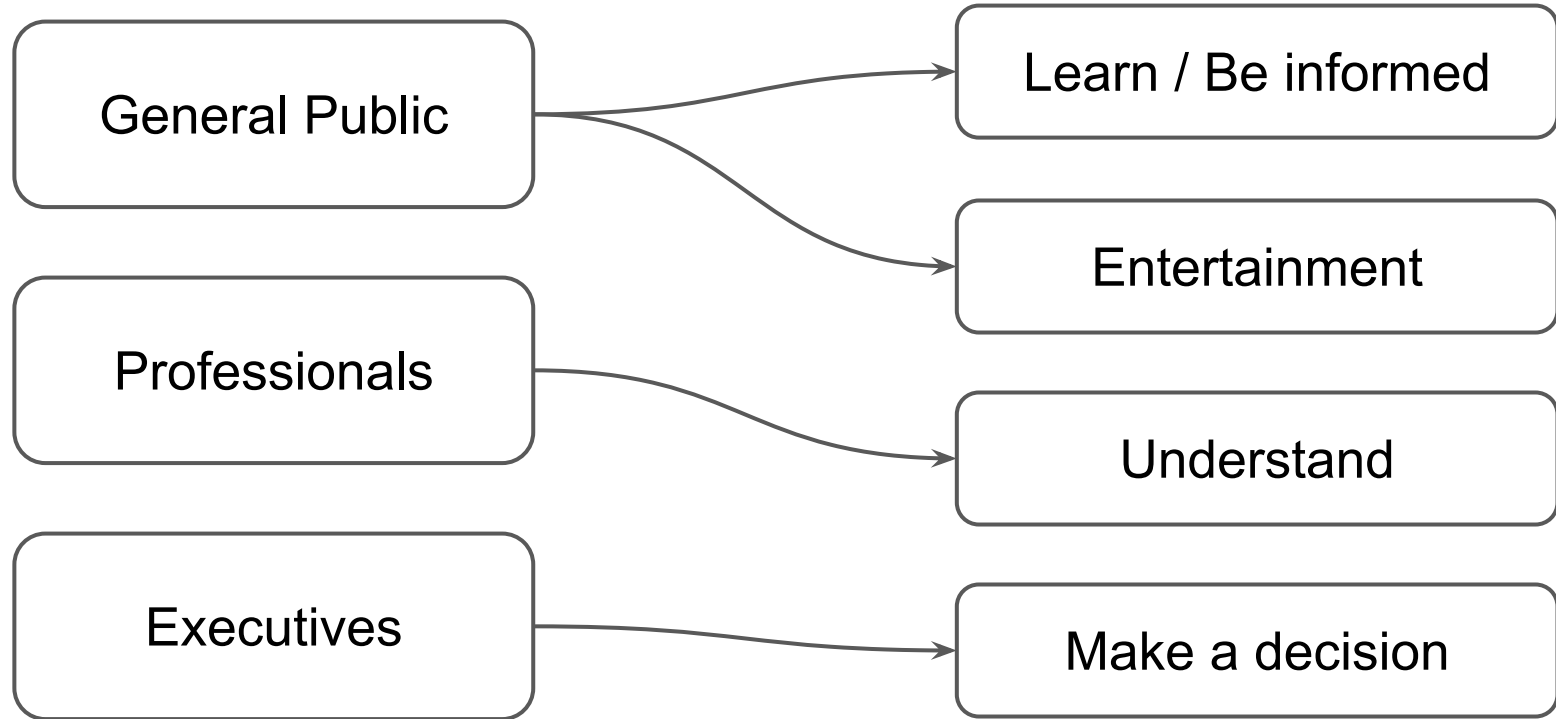 General Public
Professionals
Executives
Learn / Be informed
Entertainment
Understand
Make a decision